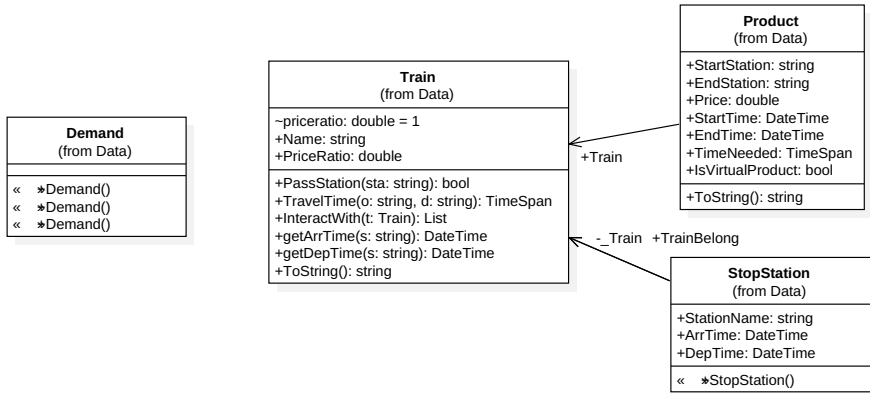 Demand
(from Data)
« »+Demand()
« »+Demand()
« »+Demand()
Train
(from Data)
~priceratio: double = 1
+Name: string
+PriceRatio: double
+PassStation(sta: string): bool
+TravelTime(o: string, d: string): TimeSpan
+InteractWith(t: Train): List
+getArrTime(s: string): DateTime
+getDepTime(s: string): DateTime
+ToString(): string
Product
(from Data)
+StartStation: string
+EndStation: string
+Price: double
+StartTime: DateTime
+EndTime: DateTime
+TimeNeeded: TimeSpan
+IsVirtualProduct: bool
+ToString(): string
+Train
-_Train +TrainBelong
StopStation
(from Data)
+StationName: string
+ArrTime: DateTime
+DepTime: DateTime
« »+StopStation()